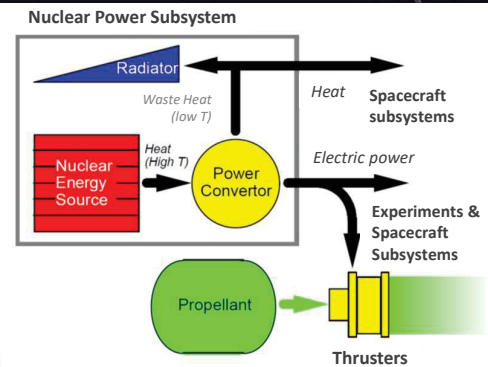 Nuclear Power Subsystem
Radiator
Waste Heat
(low T)
Heat
Spacecraft
subsystems
Heat
(High T)
Nuclear
Energy
Source
Power
Convertor
Electric power
Experiments &
Spacecraft
Subsystems
Propellant
Thrusters